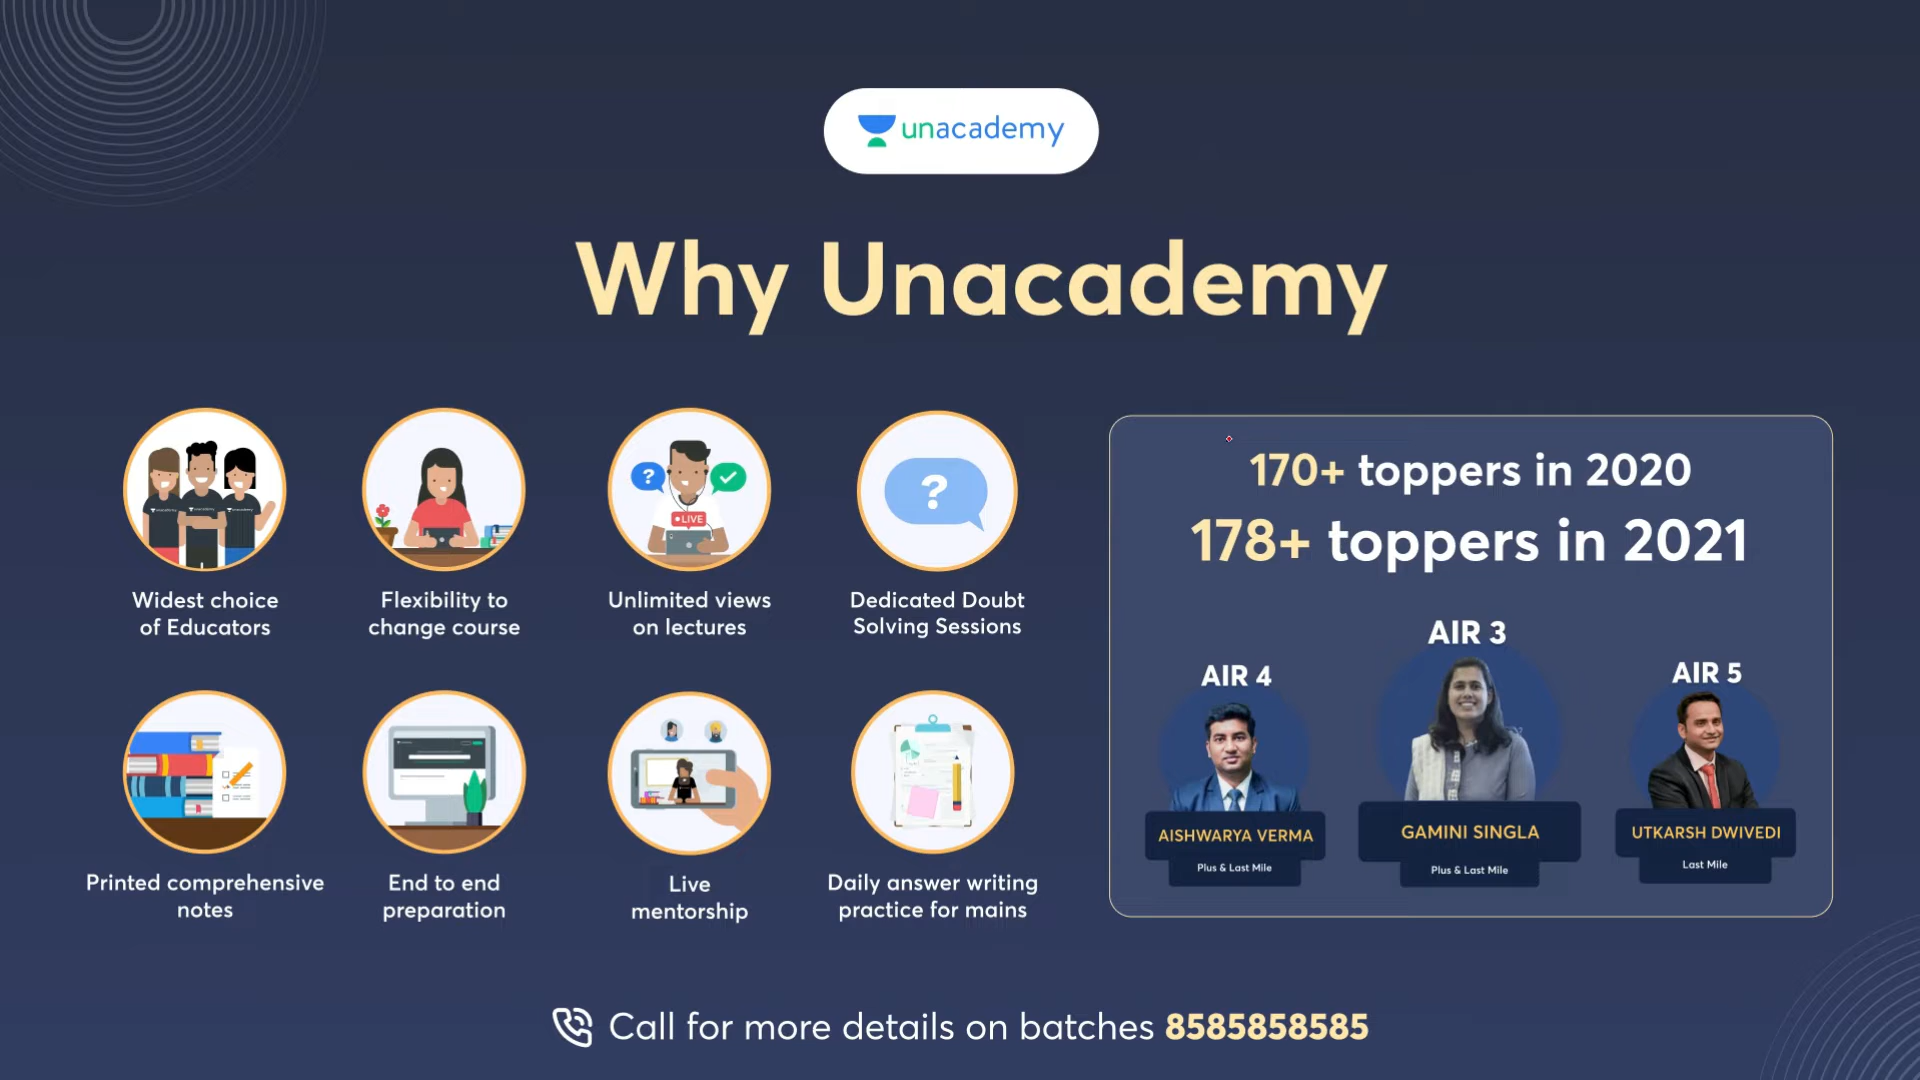 unacademy
Why Unacademy
Widest choice
of Educators
Flexibility to
change course
LIVE
Unlimited views
on lectures
?
Dedicated Doubt
Solving Sessions
Printed comprehensive
notes
End to end
preparation
Live
mentorship
Daily answer writing
practice for mains
170+ toppers in 2020
178+ toppers in 2021
AIR 4
AISHWARYA VERMA
Plus & Last Mile
AIR 3
GAMINI SINGLA
Plus & Last Mile
AIR 5
UTKARSH DWIVEDI
Last Mile
Call for more details on batches 8585858585